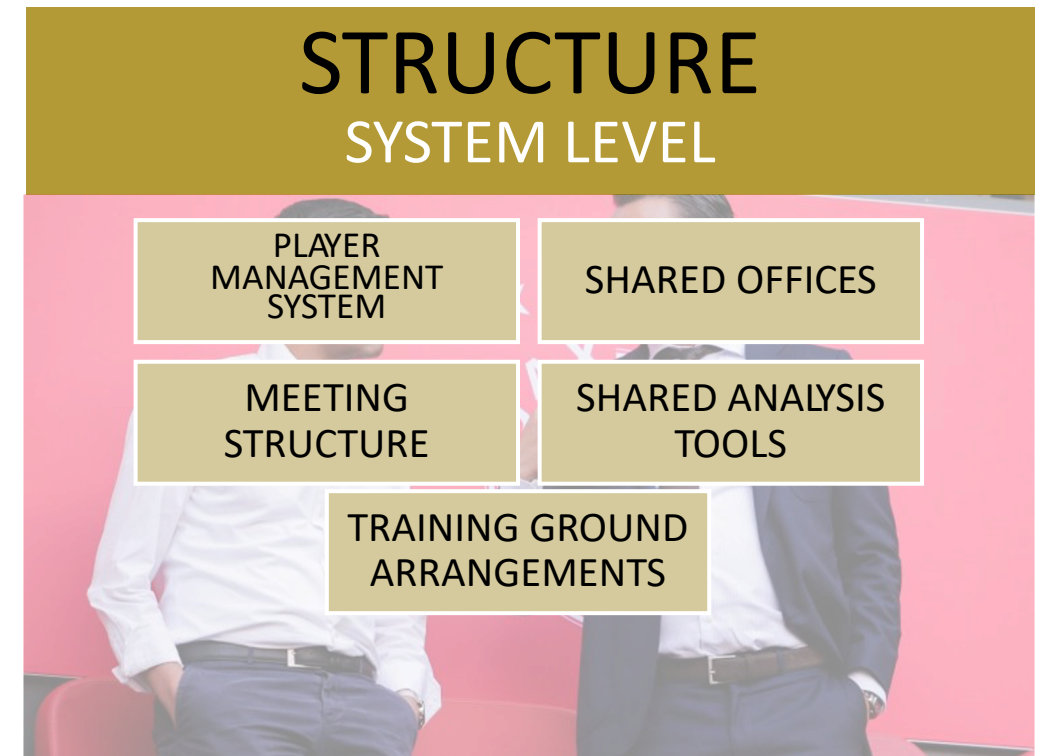 STRUCTURE
SYSTEM LEVEL
PLAYER
MANAGEMENT
SYSTEM
SHARED OFFICES
MEETING
STRUCTURE
SHARED ANALYSIS
TOOLS
TRAINING GROUND
ARRANGEMENTS